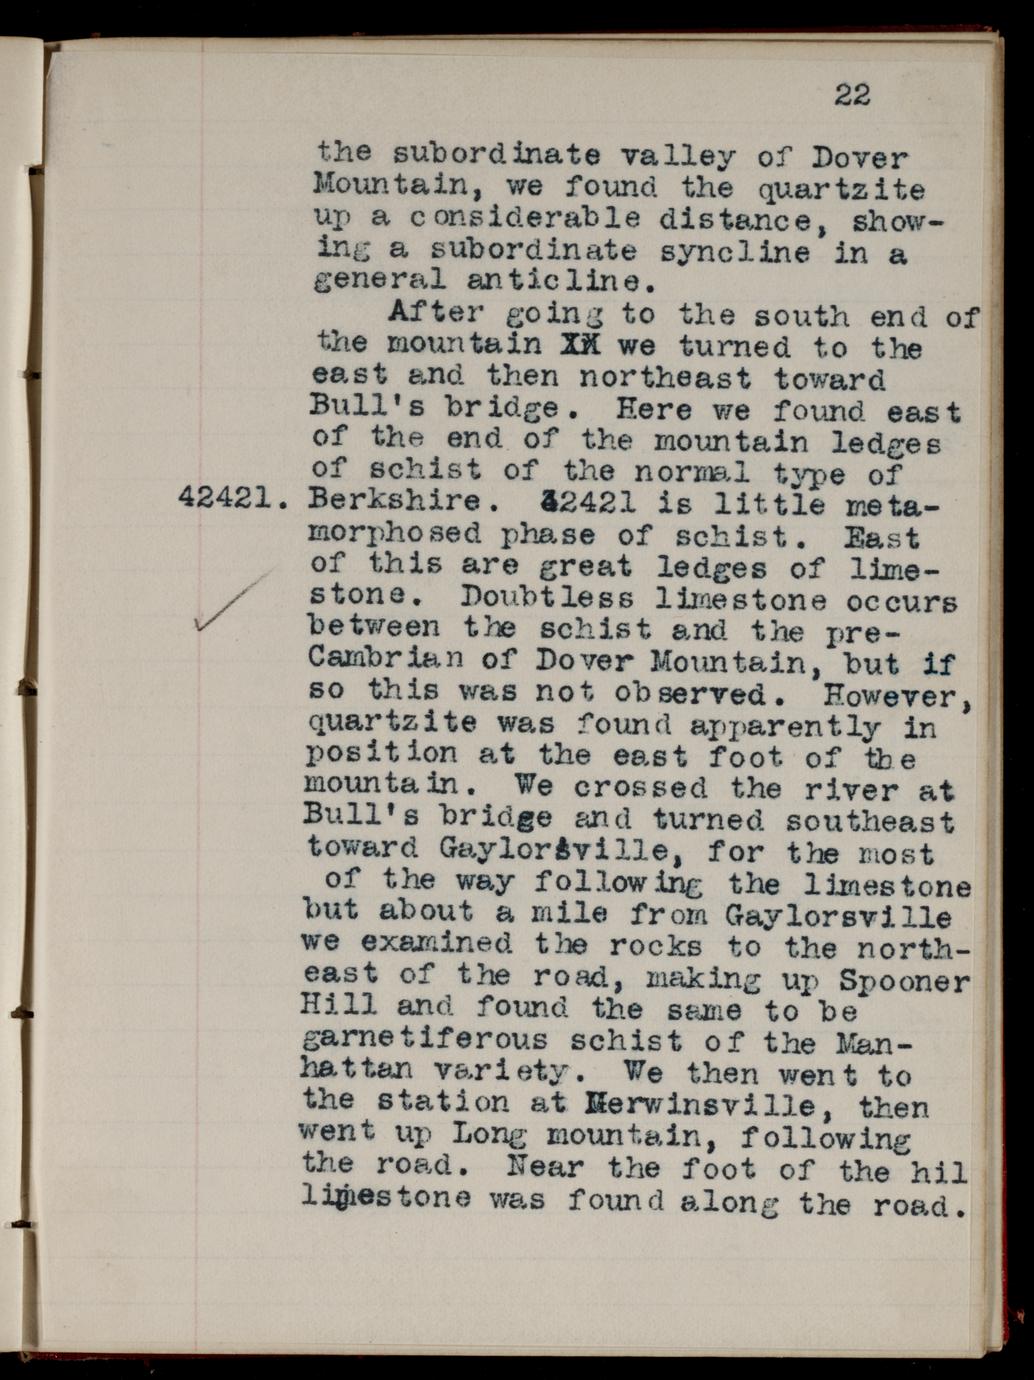 22
the subordinate valley of Dover
Mountain, we found the quartzite
up a considerable distance, show-
ing a subordinate syncline in a
general anticline.
After going to the south end of
the mountain XX we turned to the
east and then northeast toward
Bull's bridge. Here we found east
of the end of the mountain ledges
of schist of the normal type of
42421. Berkshire. 42421 is little meta-
morphosed phase of schist. East
of this are great ledges of lime-
stone. Doubtless limestone occurs
between the schist and the pre-
Cambrian of Dover Mountain, but if
so this was not observed. However,
quartzite was found apparently in
position at the east foot of the
mountain. We crossed the river at
Bull's bridge and turned southeast
toward Gaylorsville, for the most
of the way following the limestone
but about a mile from Gaylorsville
we examined the rocks to the north-
east of the road, making up Spooner
Hill and found the same to be
garnetiferous schist of the Man-
hattan variety. We then went to
the station at Merwinsville, then
went up Long mountain, following
the road. Near the foot of the hil
limestone was found along the road.